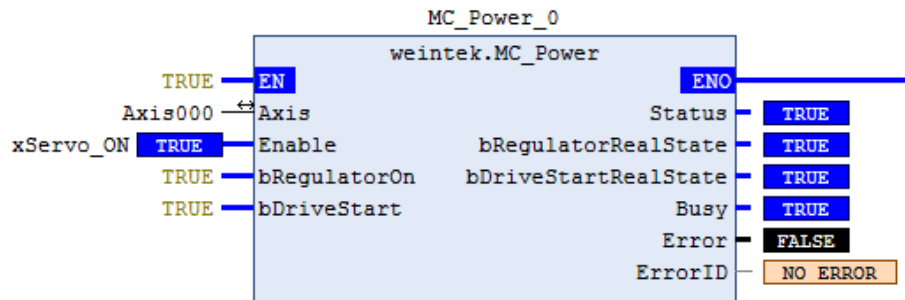 MC_Power_0
weintek.MC_Power
TRUE EN ENO
Axis000 Axis Status TRUE
xServo_ON TRUE Enable bRegulatorRealState TRUE
TRUE bRegulatorOn bDriveStartRealState TRUE
TRUE bDriveStart Busy TRUE
Error FALSE
ErrorID NO ERROR